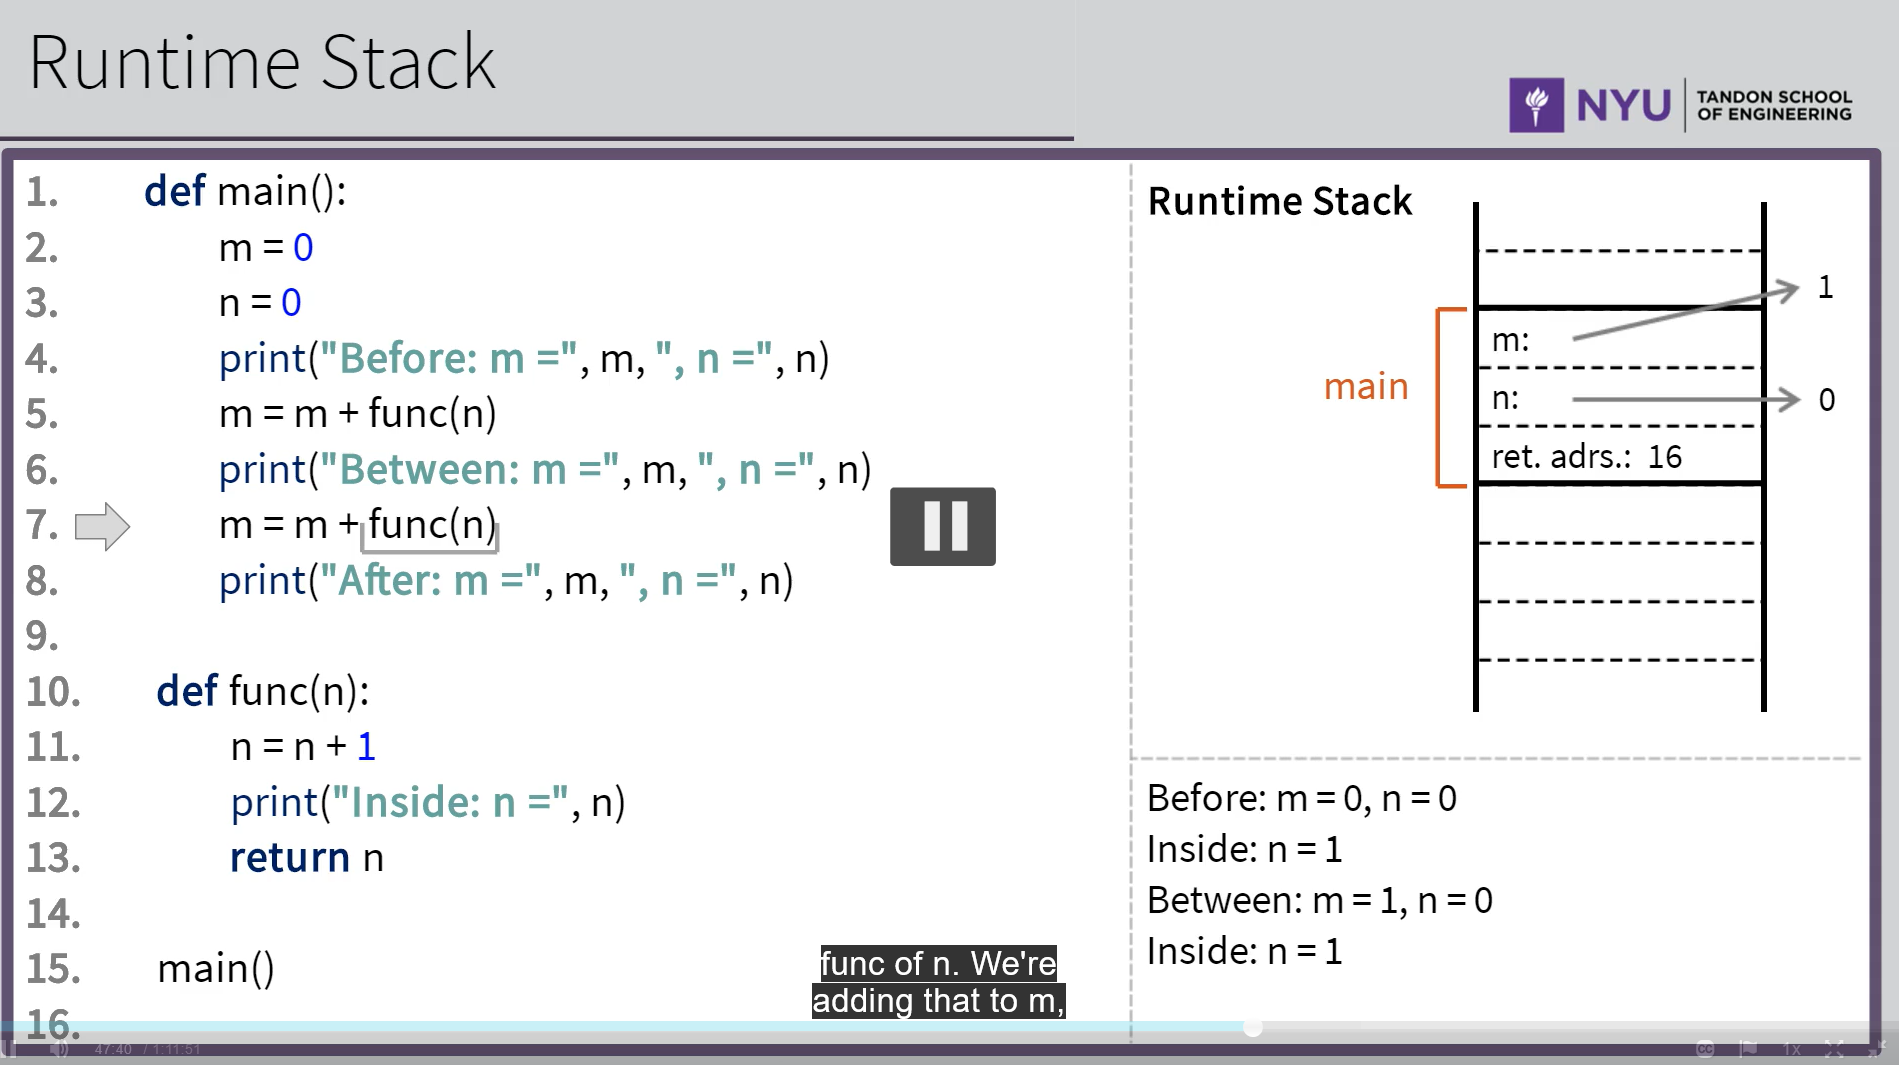 Runtime Stack
NYU
TANDON SCHOOL
OF ENGINEERING
1. def main():
2. m = 0
3. n = 0
4. print("Before: m =", m, ", n =", n)
5. m = m + func(n)
6. print("Between: m =", m, ", n =", n)
7. m = m + func(n)
8. print("After: m =", m, ", n =", n)
9.
10. def func(n):
11. n = n + 1
12. print("Inside: n =", n)
13. return n
14.
15. main()
16.
Runtime Stack
1
m:
main
n:
0
ret. adrs.: 16
Before: m = 0, n = 0
Inside: n = 1
Between: m = 1, n = 0
Inside: n = 1
func of n. We're
adding that to m,
47:40 / 1:11:51
CC
1x